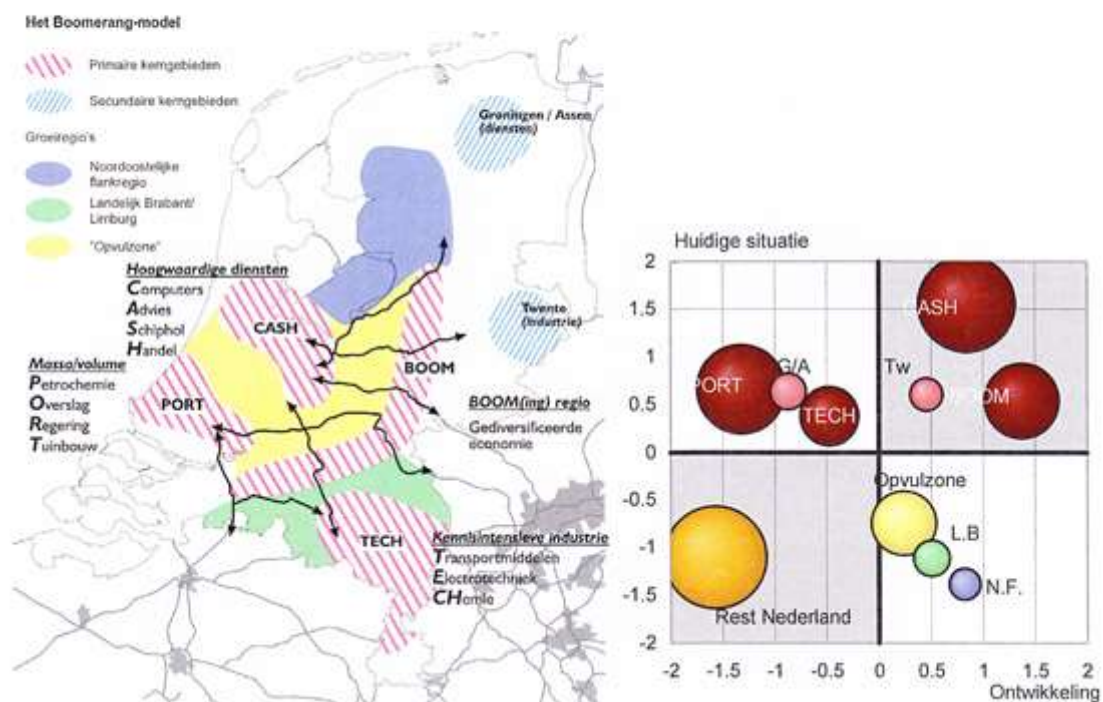 Het Boomerang-model
Primaire kerngebieden
Secundaire kerngebieden
Groeiregio's
Noordoostelijke
flankregio
Landelijk Brabant/
Limburg
"Opvulzone"
Groningen / Assen
(diensten)
Hoogwaardige diensten
Computers
Advies
Schiphol
Handel
CASH
Twente
(industrie)
Massa/volume
Petrochemie
Overslag
Regering
Tuinbouw
PORT
BOOM
BOOM(ing) regio
Gediversificeerde
economie
TECH
Kennisintensieve industrie
Transportmiddelen
Electrotechniek
CHemie
Huidige situatie
2
1.5
1
0.5
0
-0.5
-1
-1.5
-2
CASH
G/A
PORT
TECH
Tw
BOOM
Opvulzone
L.B
N.F.
Rest Nederland
-2 -1.5 -1 -0.5 0 0.5 1 1.5 2
Ontwikkeling